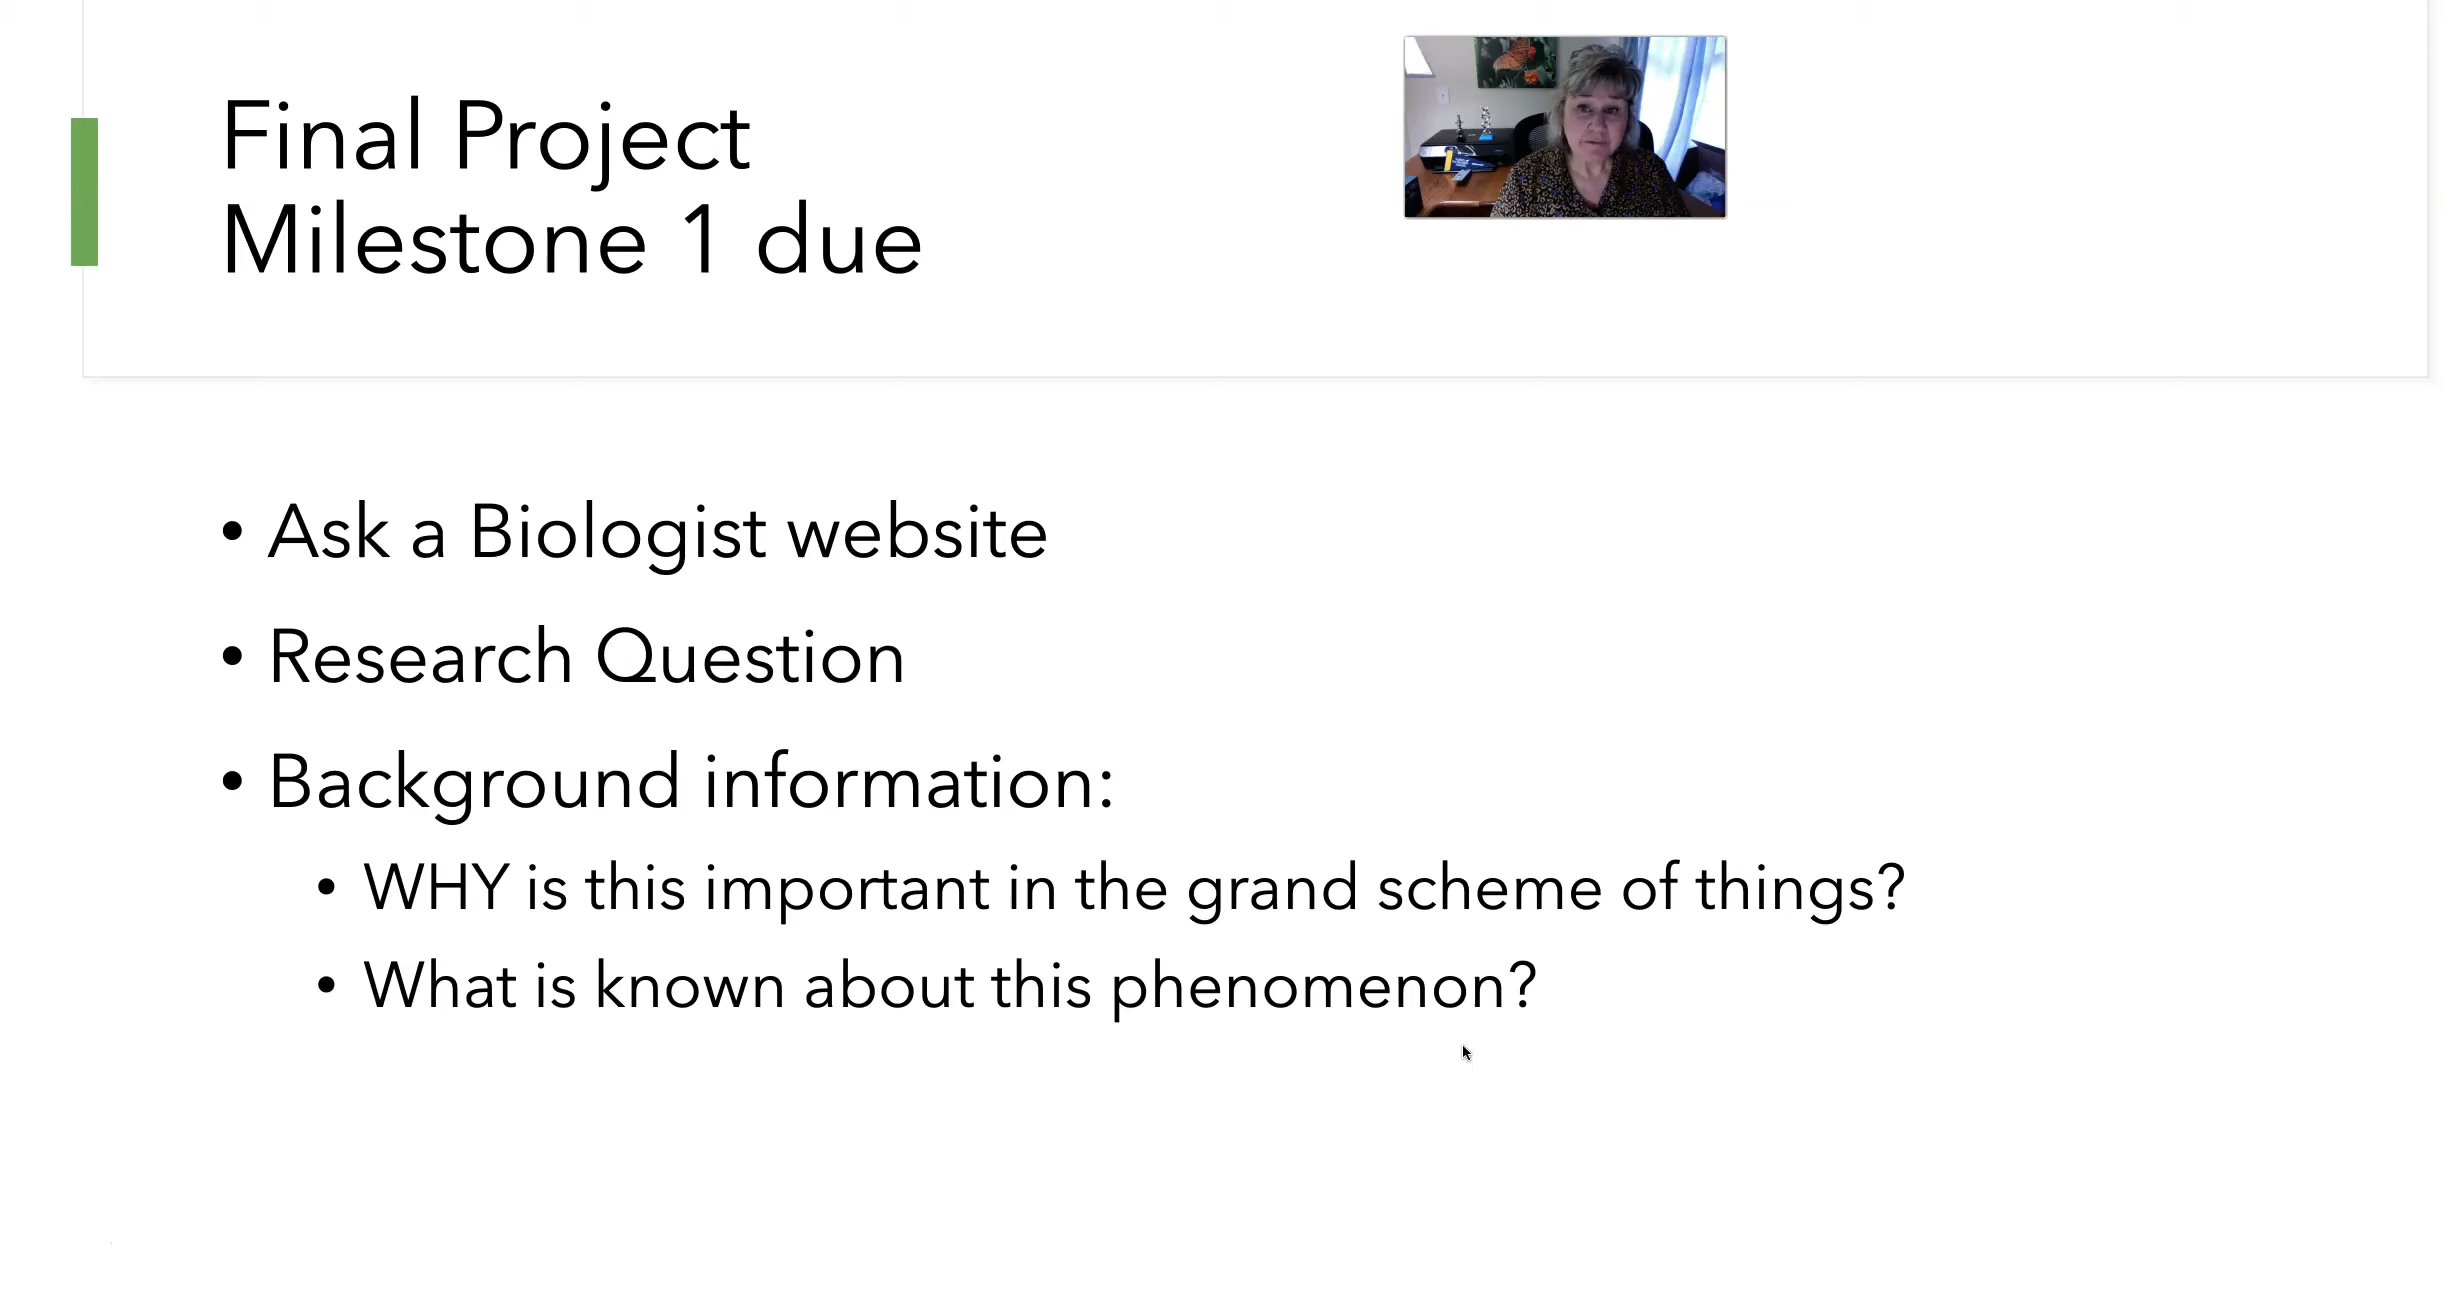 Final Project
Milestone 1 due
• Ask a Biologist website
• Research Question
• Background information:
• WHY is this important in the grand scheme of things?
• What is known about this phenomenon?